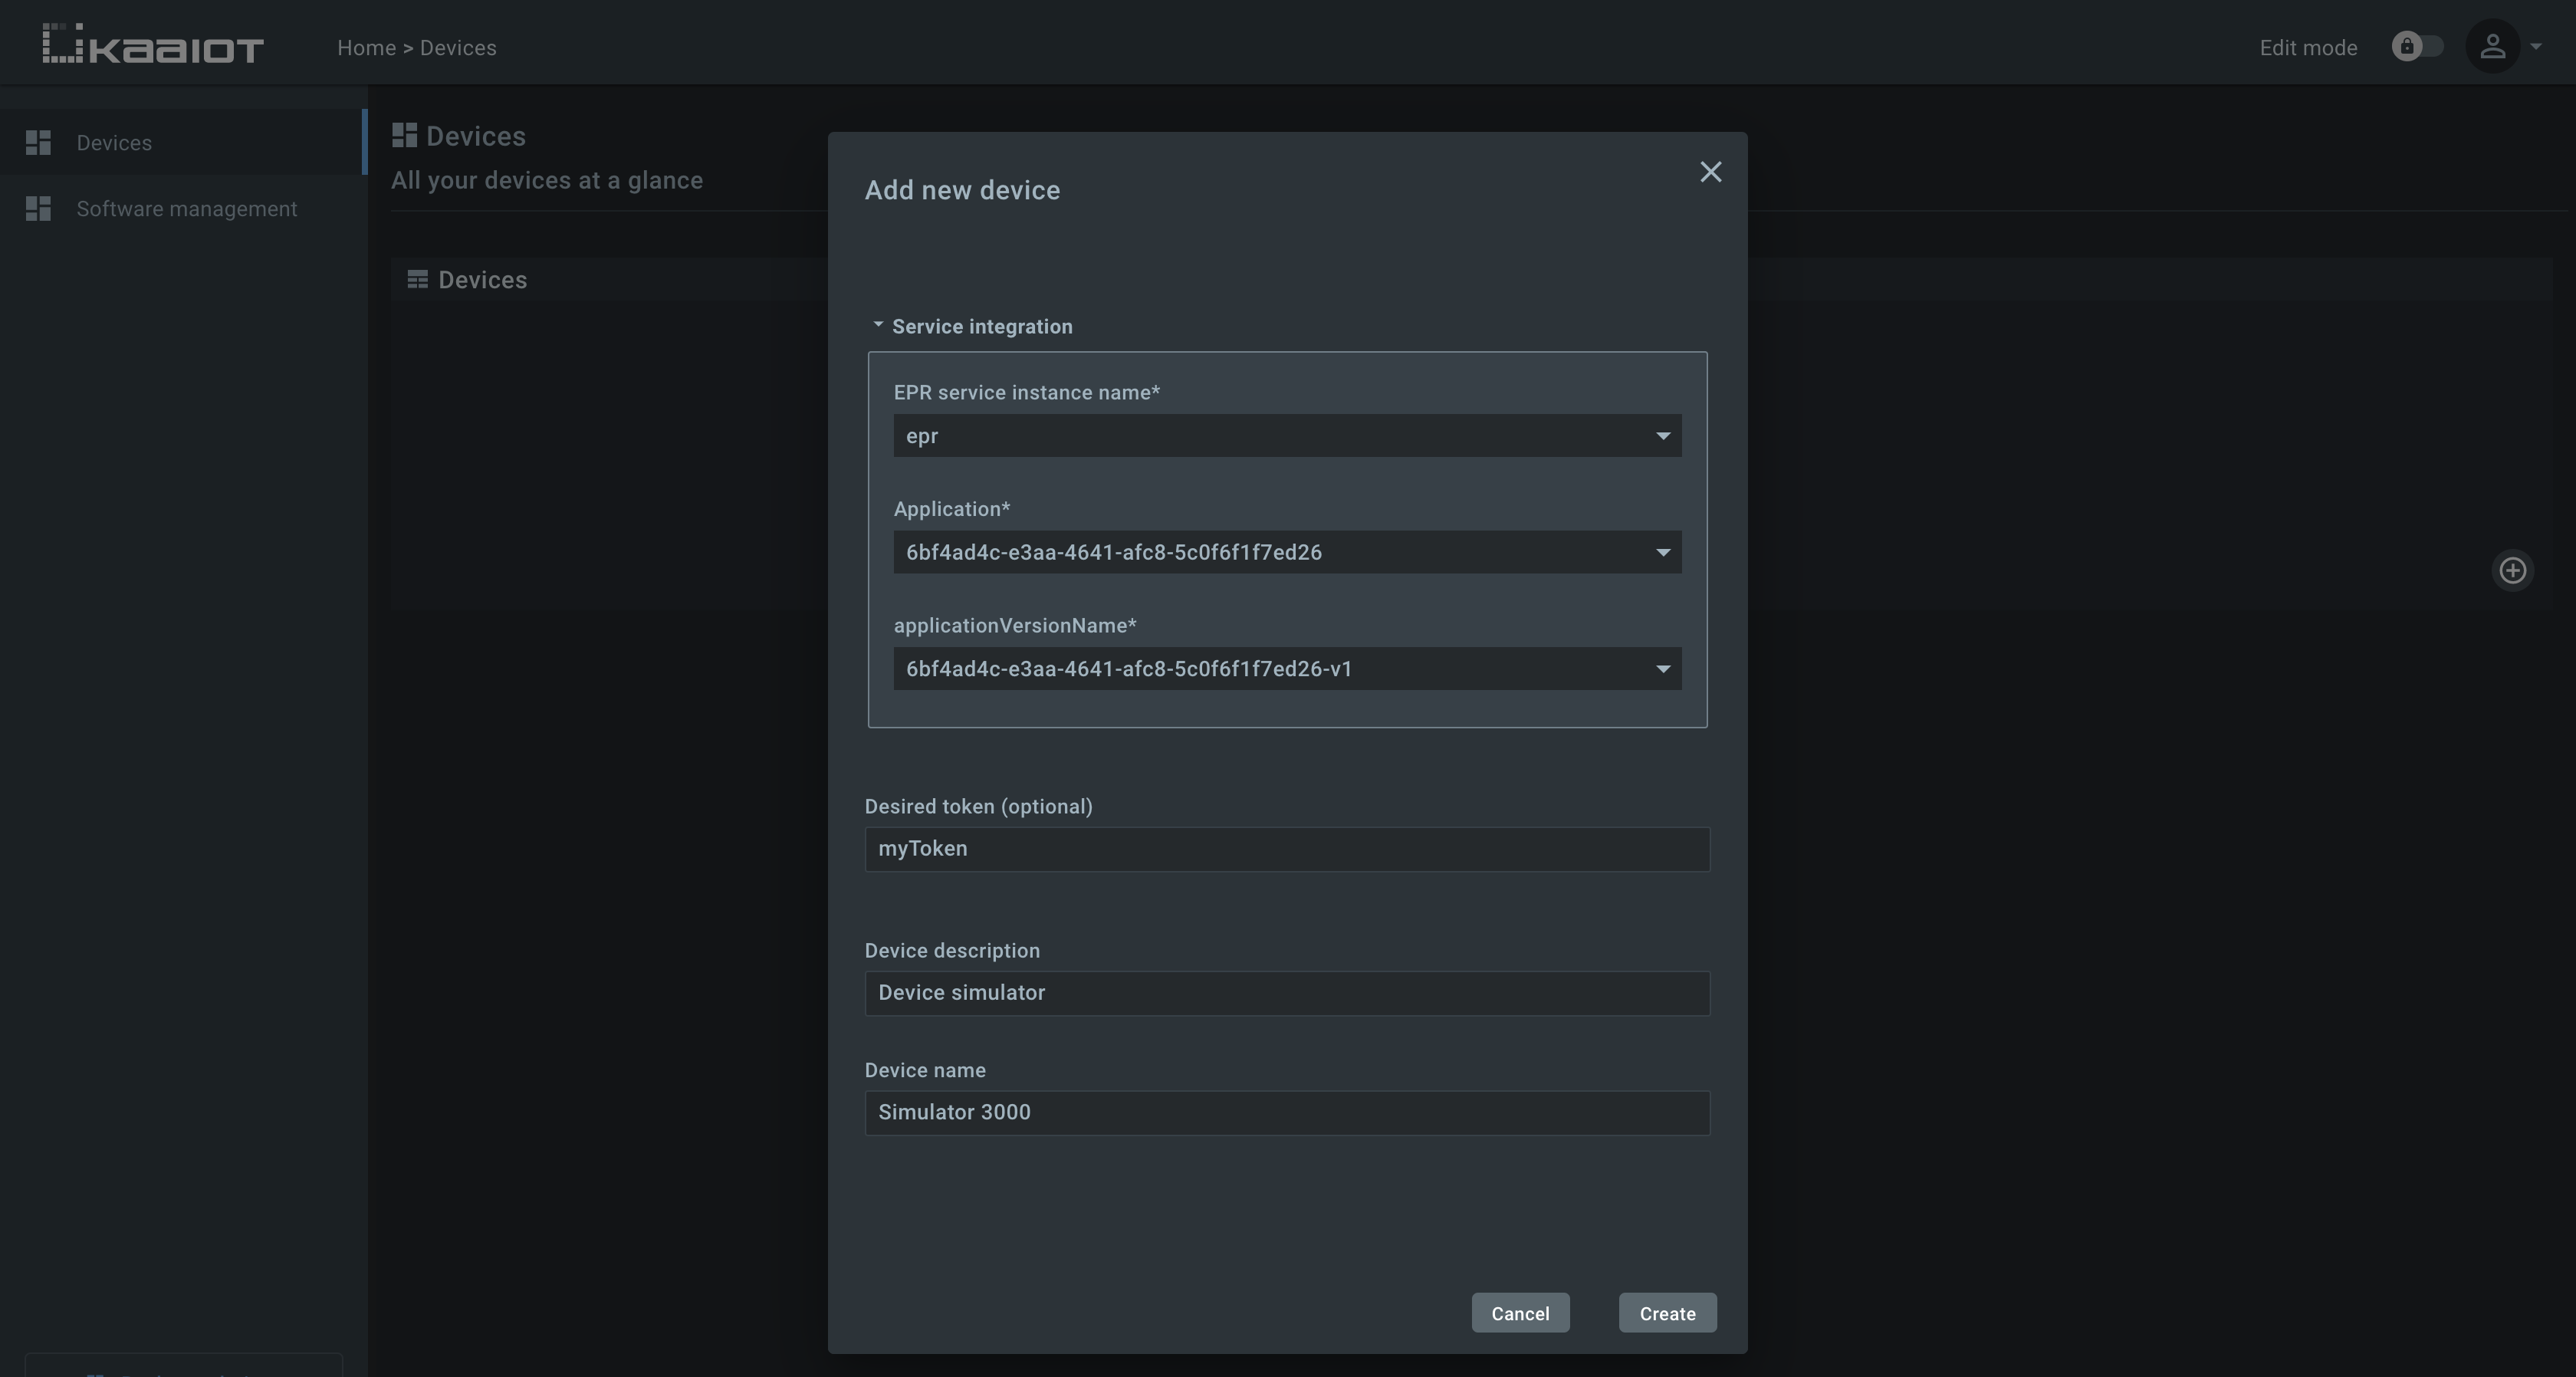 KaaIOT
Home > Devices
Edit mode
Devices
Software management
Devices
All your devices at a glance
Devices
Add new device
Service integration
EPR service instance name*
epr
Application*
6bf4ad4c-e3aa-4641-afc8-5c0f6f1f7ed26
applicationVersionName*
6bf4ad4c-e3aa-4641-afc8-5c0f6f1f7ed26-v1
Desired token (optional)
myToken
Device description
Device simulator
Device name
Simulator 3000
Cancel
Create